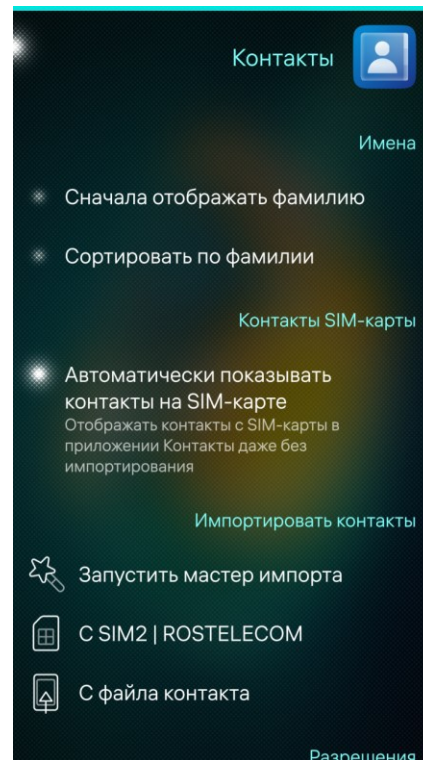 Контакты
Имена
Сначала отображать фамилию
Сортировать по фамилии
Контакты SIM-карты
Автоматически показывать
контакты на SIM-карте
Отображать контакты с SIM-карты в
приложении Контакты даже без
импортирования
Импортировать контакты
Запустить мастер импорта
С SIM2 | ROSTELECOM
С файла контакта
Разрешения